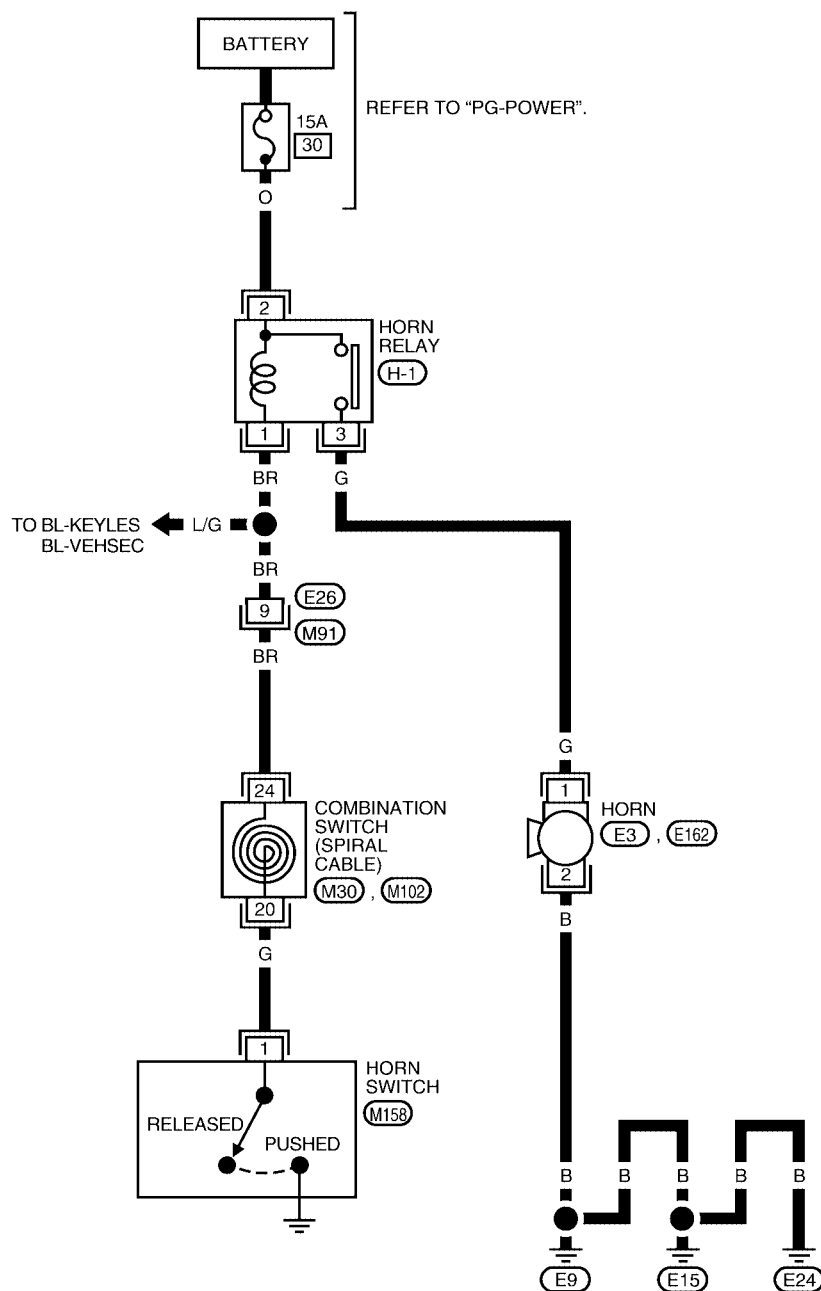 BATTERY
REFER TO "PG-POWER".
15A
30
O
2
HORN
RELAY
H-1
1
3
BR
G
TO BL-KEYLES
BL-VEHSEC
L/G
BR
9
E26
M91
BR
G
24
1
COMBINATION
SWITCH
(SPIRAL
CABLE)
M30 , M102
HORN
E3 , E162
2
20
B
G
1
HORN
SWITCH
M158
RELEASED
PUSHED
B
B
B
B
B
E9
E15
E24